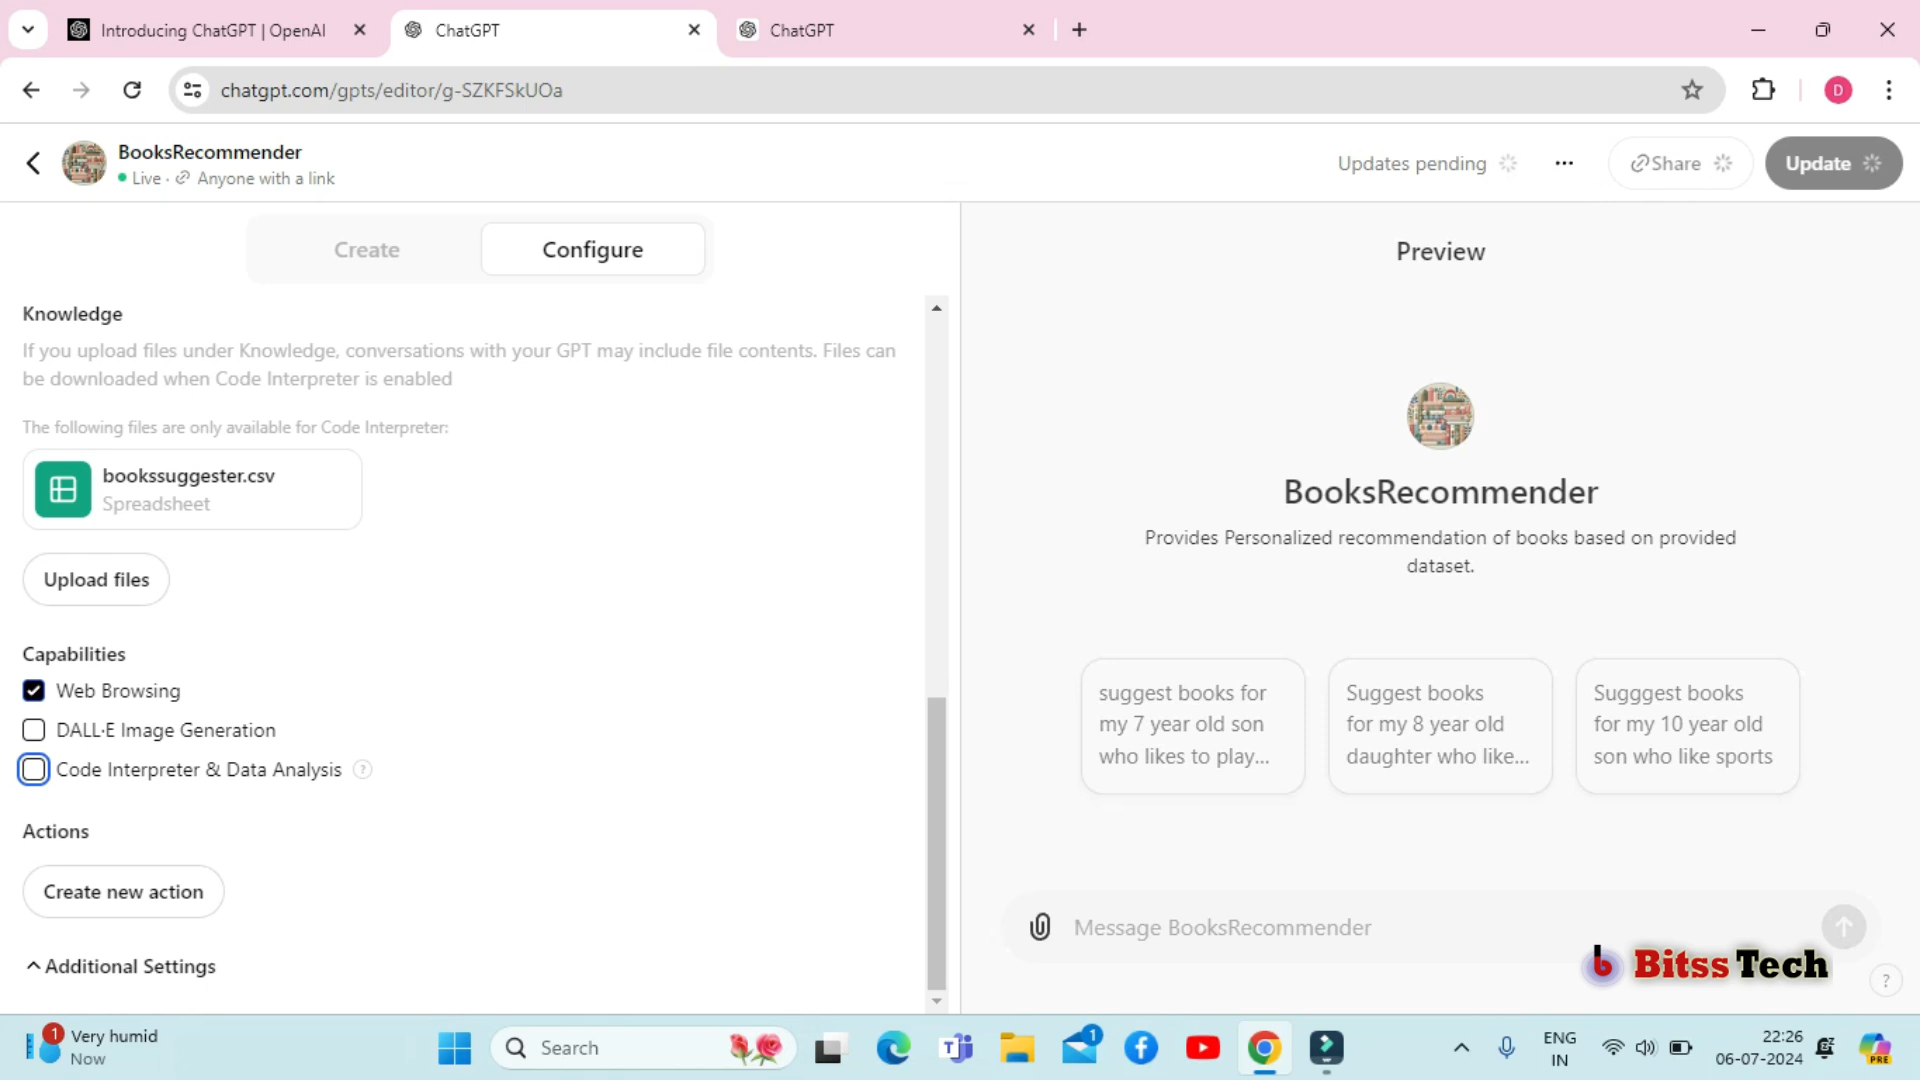 Introducing ChatGPT | OpenAI
ChatGPT
ChatGPT
chatgpt.com/gpts/editor/g-SZKFSkUOa
D
BooksRecommender
Live · Anyone with a link
Updates pending
Share
Update
Create
Configure
Knowledge
If you upload files under Knowledge, conversations with your GPT may include file contents. Files can
be downloaded when Code Interpreter is enabled
The following files are only available for Code Interpreter:
bookssuggester.csv
Spreadsheet
Upload files
Capabilities
Web Browsing
DALL·E Image Generation
Code Interpreter & Data Analysis ?
Actions
Create new action
Additional Settings
Preview
BooksRecommender
Provides Personalized recommendation of books based on provided
dataset.
suggest books for
my 7 year old son
who likes to play...
Suggest books
for my 8 year old
daughter who like...
Sugggest books
for my 10 year old
son who like sports
Message BooksRecommender
b Bitss Tech
?
1
Very humid
Now
Search
T
1
ENG
IN
22:26
06-07-2024
PRE